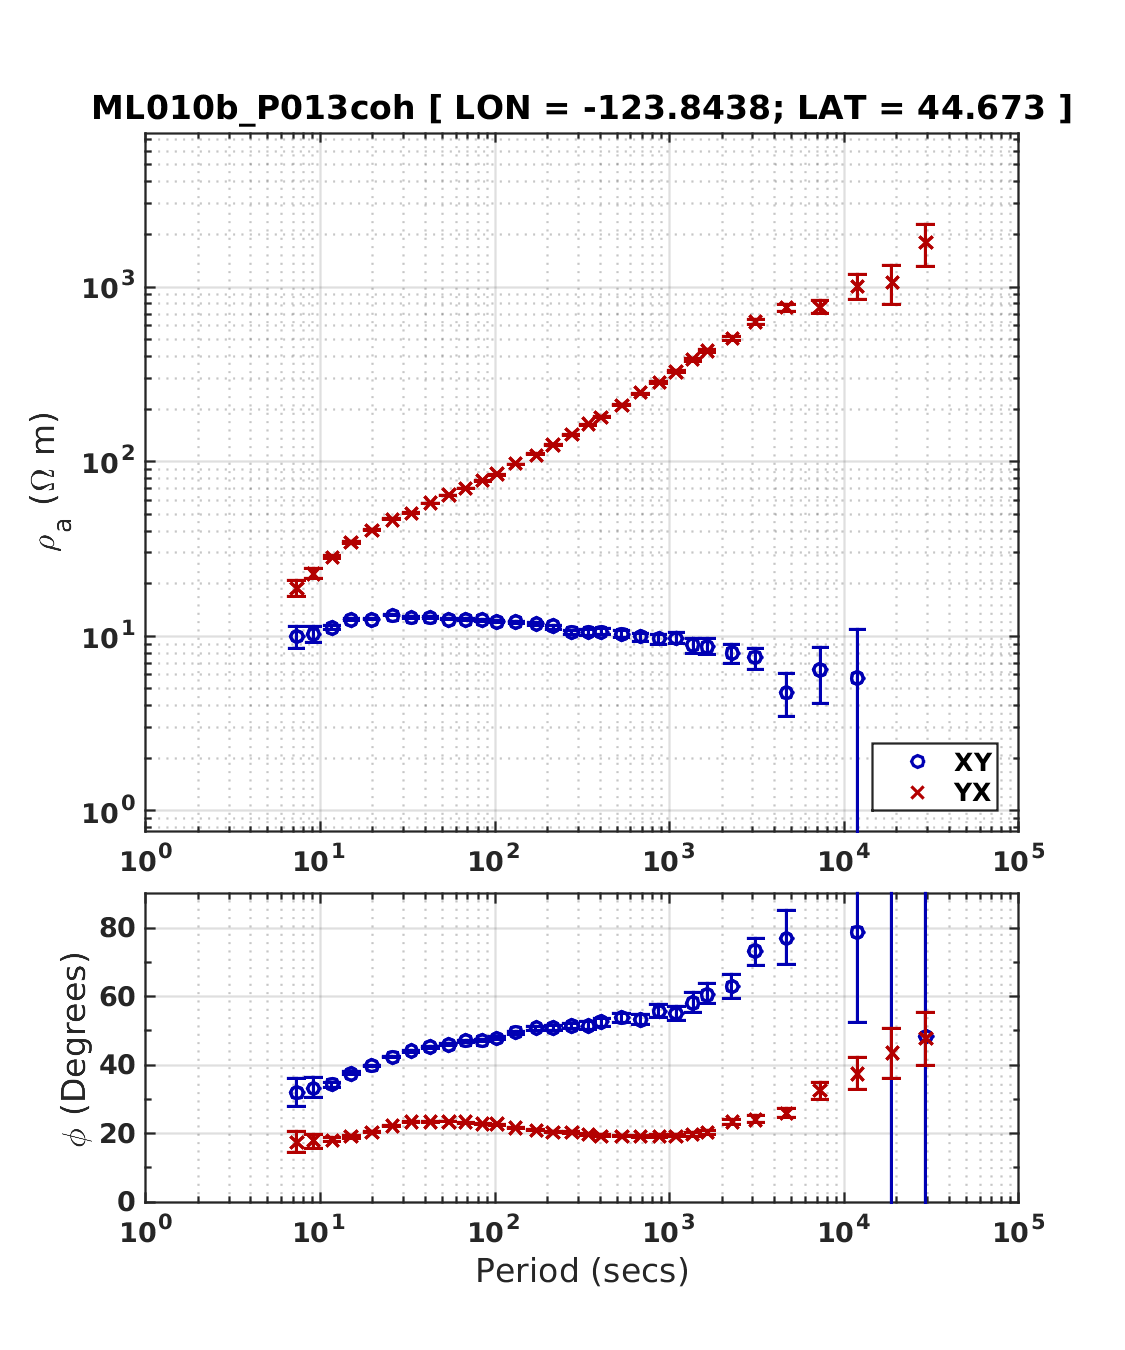 ML010b_P013coh [ LON = -123.8438; LAT = 44.673 ]
10³
10²
10¹
10⁰
ρ a (Ω m)
XY
YX
10⁰ 10¹ 10² 10³ 10⁴ 10⁵
80
60
40
20
0
ϕ (Degrees)
10⁰ 10¹ 10² 10³ 10⁴ 10⁵
Period (secs)